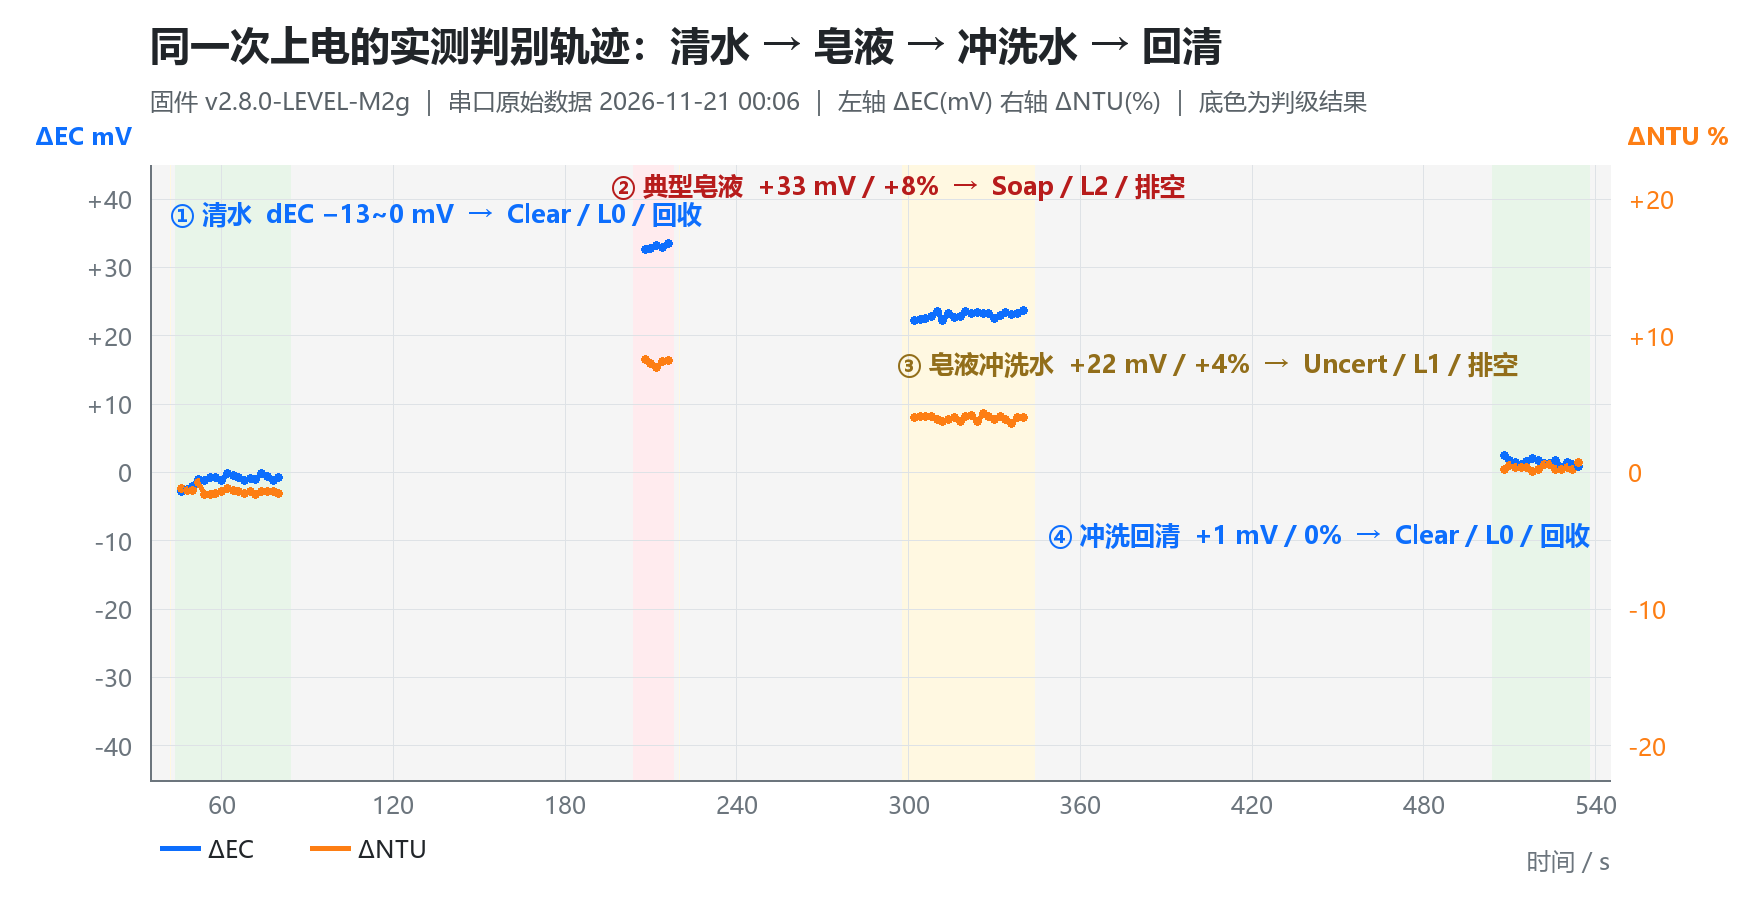 同一次上电的实测判别轨迹：清水 → 皂液 → 冲洗水 → 回清
固件 v2.8.0-LEVEL-M2g ｜ 串口原始数据 2026-11-21 00:06 ｜ 左轴 ΔEC(mV) 右轴 ΔNTU(%) ｜ 底色为判级结果
ΔEC mV
ΔNTU %
② 典型皂液 +33 mV / +8% → Soap / L2 / 排空
① 清水 dEC −13~0 mV → Clear / L0 / 回收
③ 皂液冲洗水 +22 mV / +4% → Uncert / L1 / 排空
④ 冲洗回清 +1 mV / 0% → Clear / L0 / 回收
+40
+30
+20
+10
0
-10
-20
-30
-40
+20
+10
0
-10
-20
60 120 180 240 300 360 420 480 540
ΔEC ΔNTU
时间 / s